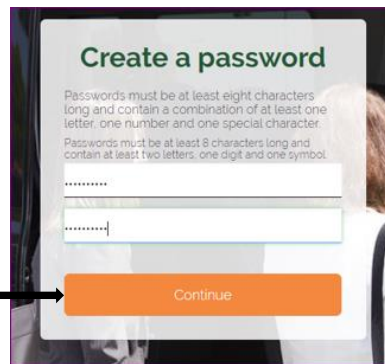 Create a password
Passwords must be at least eight characters
long and contain a combination of at least one
letter, one number and one special character.
Passwords must be at least 8 characters long and
contain at least two letters, one digit and one symbol.
••••••••••
••••••••••
Continue